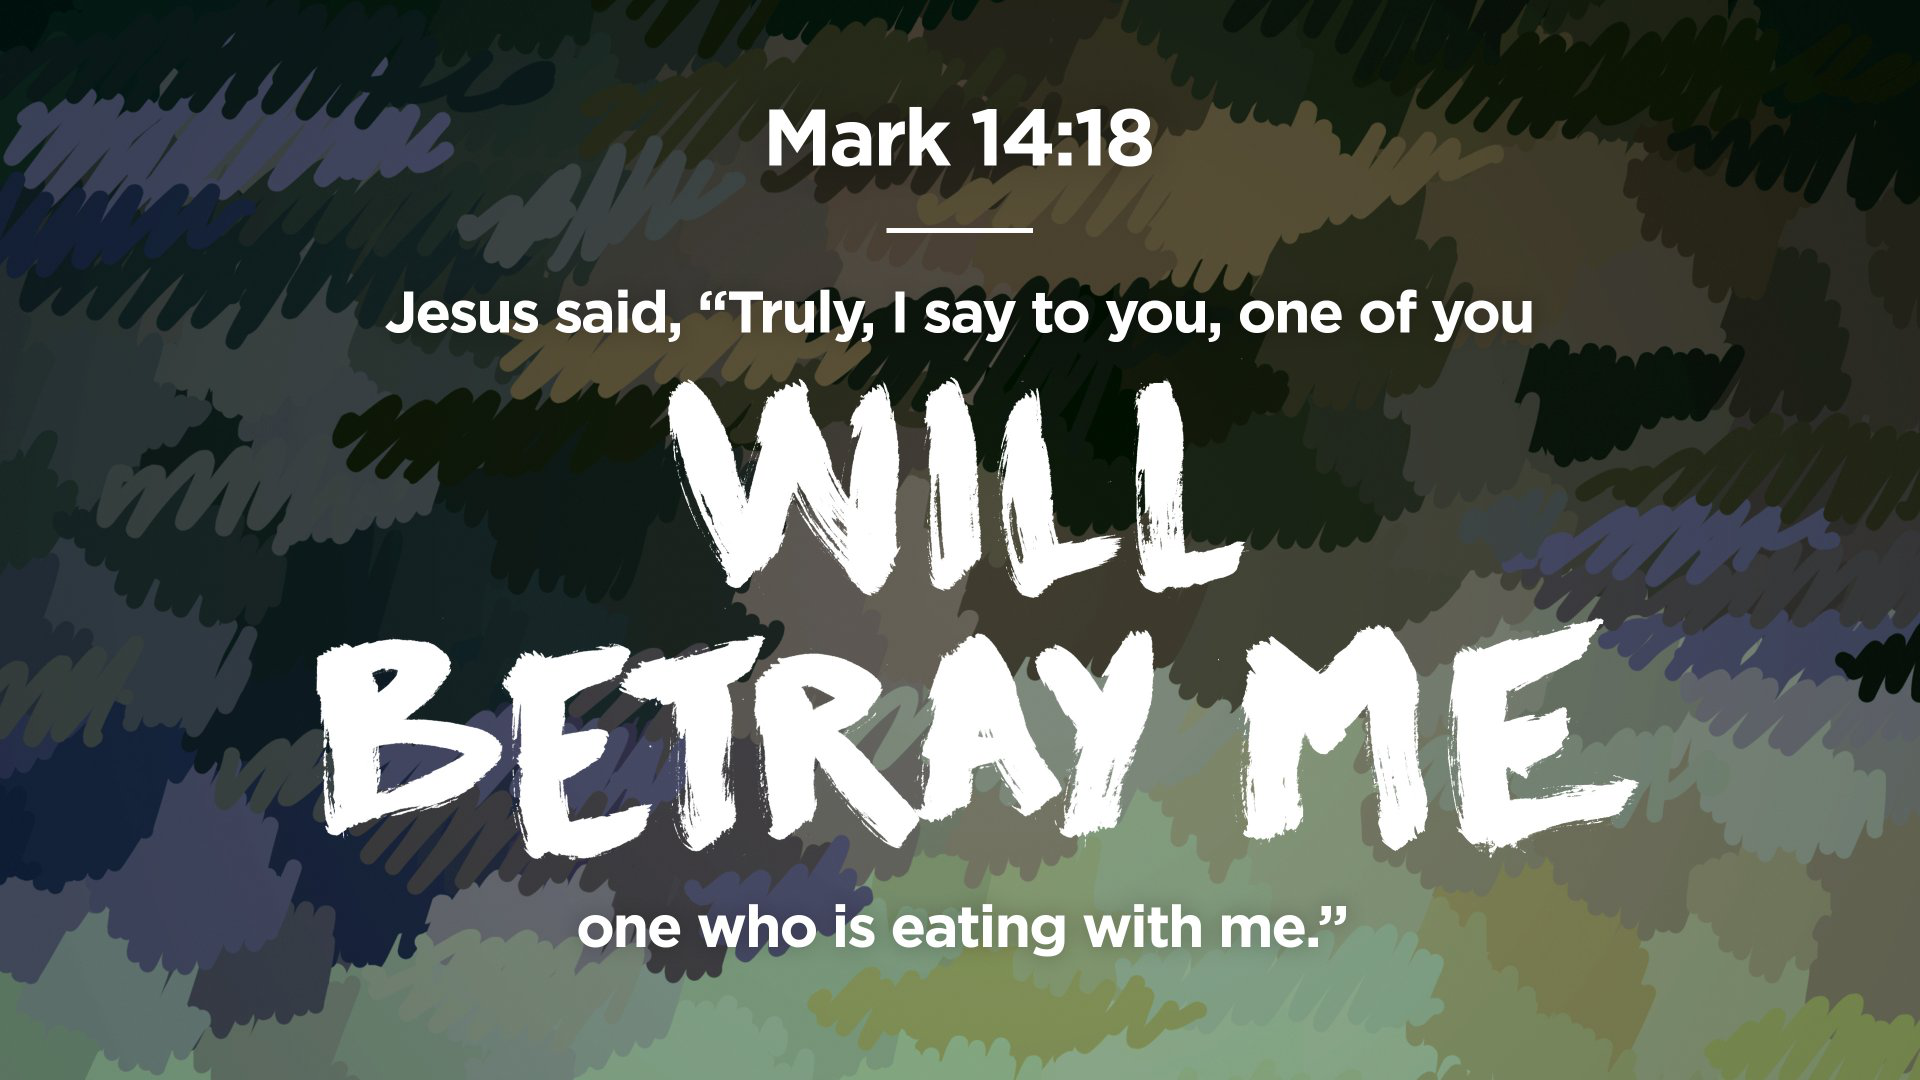 Mark 14:18
Jesus said, “Truly, I say to you, one of you
WILL
BETRAY ME
one who is eating with me.”